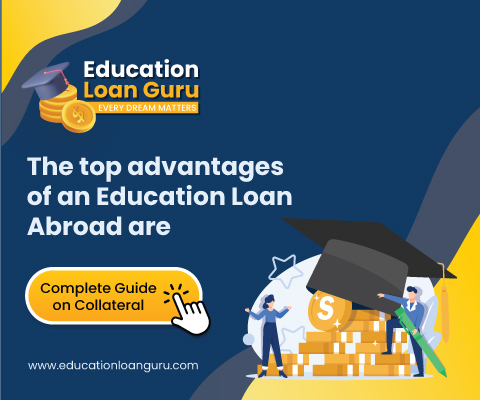 Education
Loan Guru
EVERY DREAM MATTERS
The top advantages
of an Education Loan
Abroad are
Complete Guide
on Collateral
$
www.educationloanguru.com